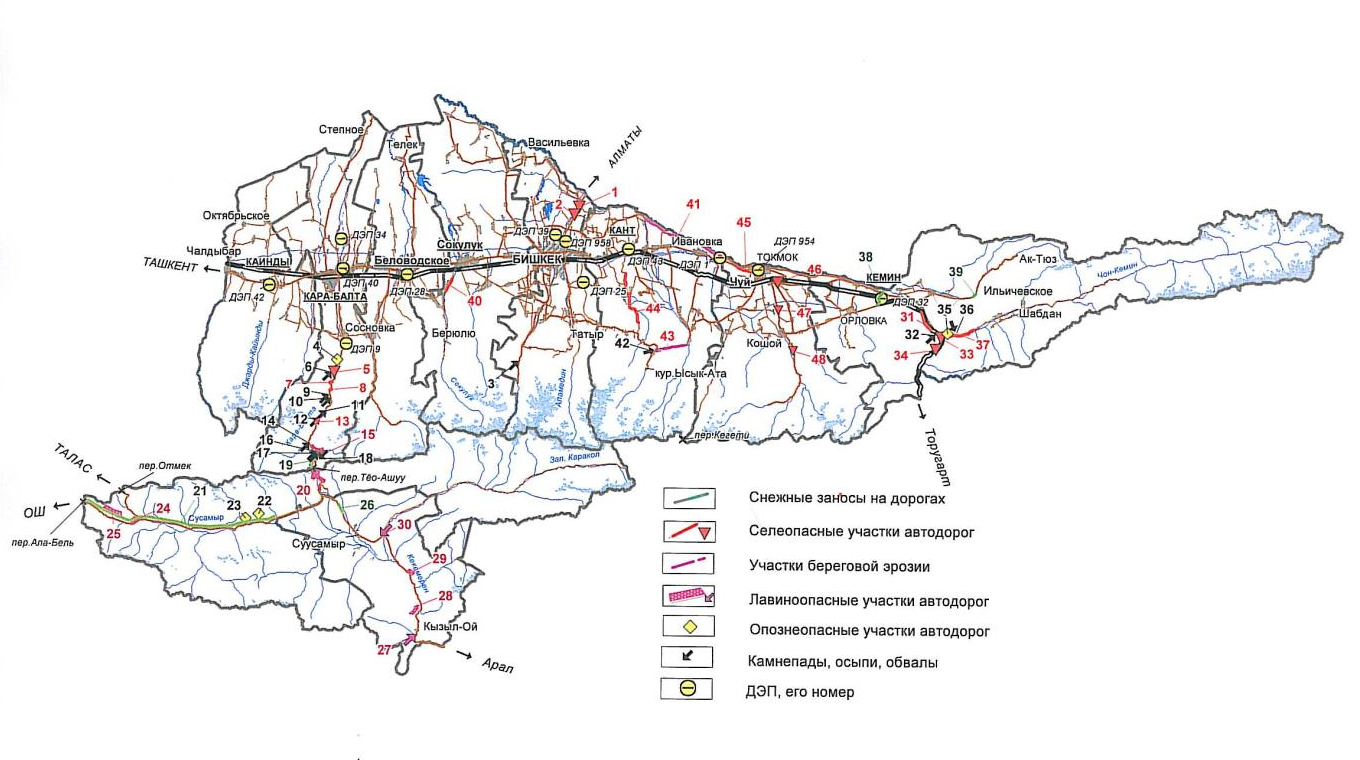 Степное
Телек
Васильевка
АЛМАТЫ
1
2
Октябрьское
Чалдыбар
КАИНДЫ
ТАШКЕНТ
ДЭП 34
ДЭП 42
ДЭП 40
КАРА-БАЛТА
Беловодское
ДЭП 28
Сокулук
40
БИШКЕК
ДЭП 39
ДЭП 958
КАНТ
ДЭП 43
ДЭП 25
ДЭП 1
Ивановка
41
45
ДЭП 954
ТОКМОК
Чуй
46
38
КЕМИН
39
Ак-Тюз
Чон-Кемин
Ильичевское
Шабдан
ДЭП 32
ОРЛОВКА
31
35
36
32
34
33
37
Торугарт
44
43
42
47
Кошой
48
кур.Ысык-Ата
пер.Кегети
Татыр
Аламедин
3
Берюлю
Сокулук
Сосновка
ДЭП 9
Джарды-Кайынды
4
6
5
7
8
9
10
11
12
13
14
15
16
17
18
19
пер.Тёо-Ашуу
Зап. Каракол
ТАЛАС
пер.Отмек
ОШ
пер.Ала-Бель
25
24
21
Сусамыр
23
22
20
26
Суусамыр
30
Кёкёмерен
29
28
27
Кызыл-Ой
Арал
Снежные заносы на дорогах
Селеопасные участки автодорог
Участки береговой эрозии
Лавиноопасные участки автодорог
Опознеопасные участки автодорог
Камнепады, осыпи, обвалы
ДЭП, его номер